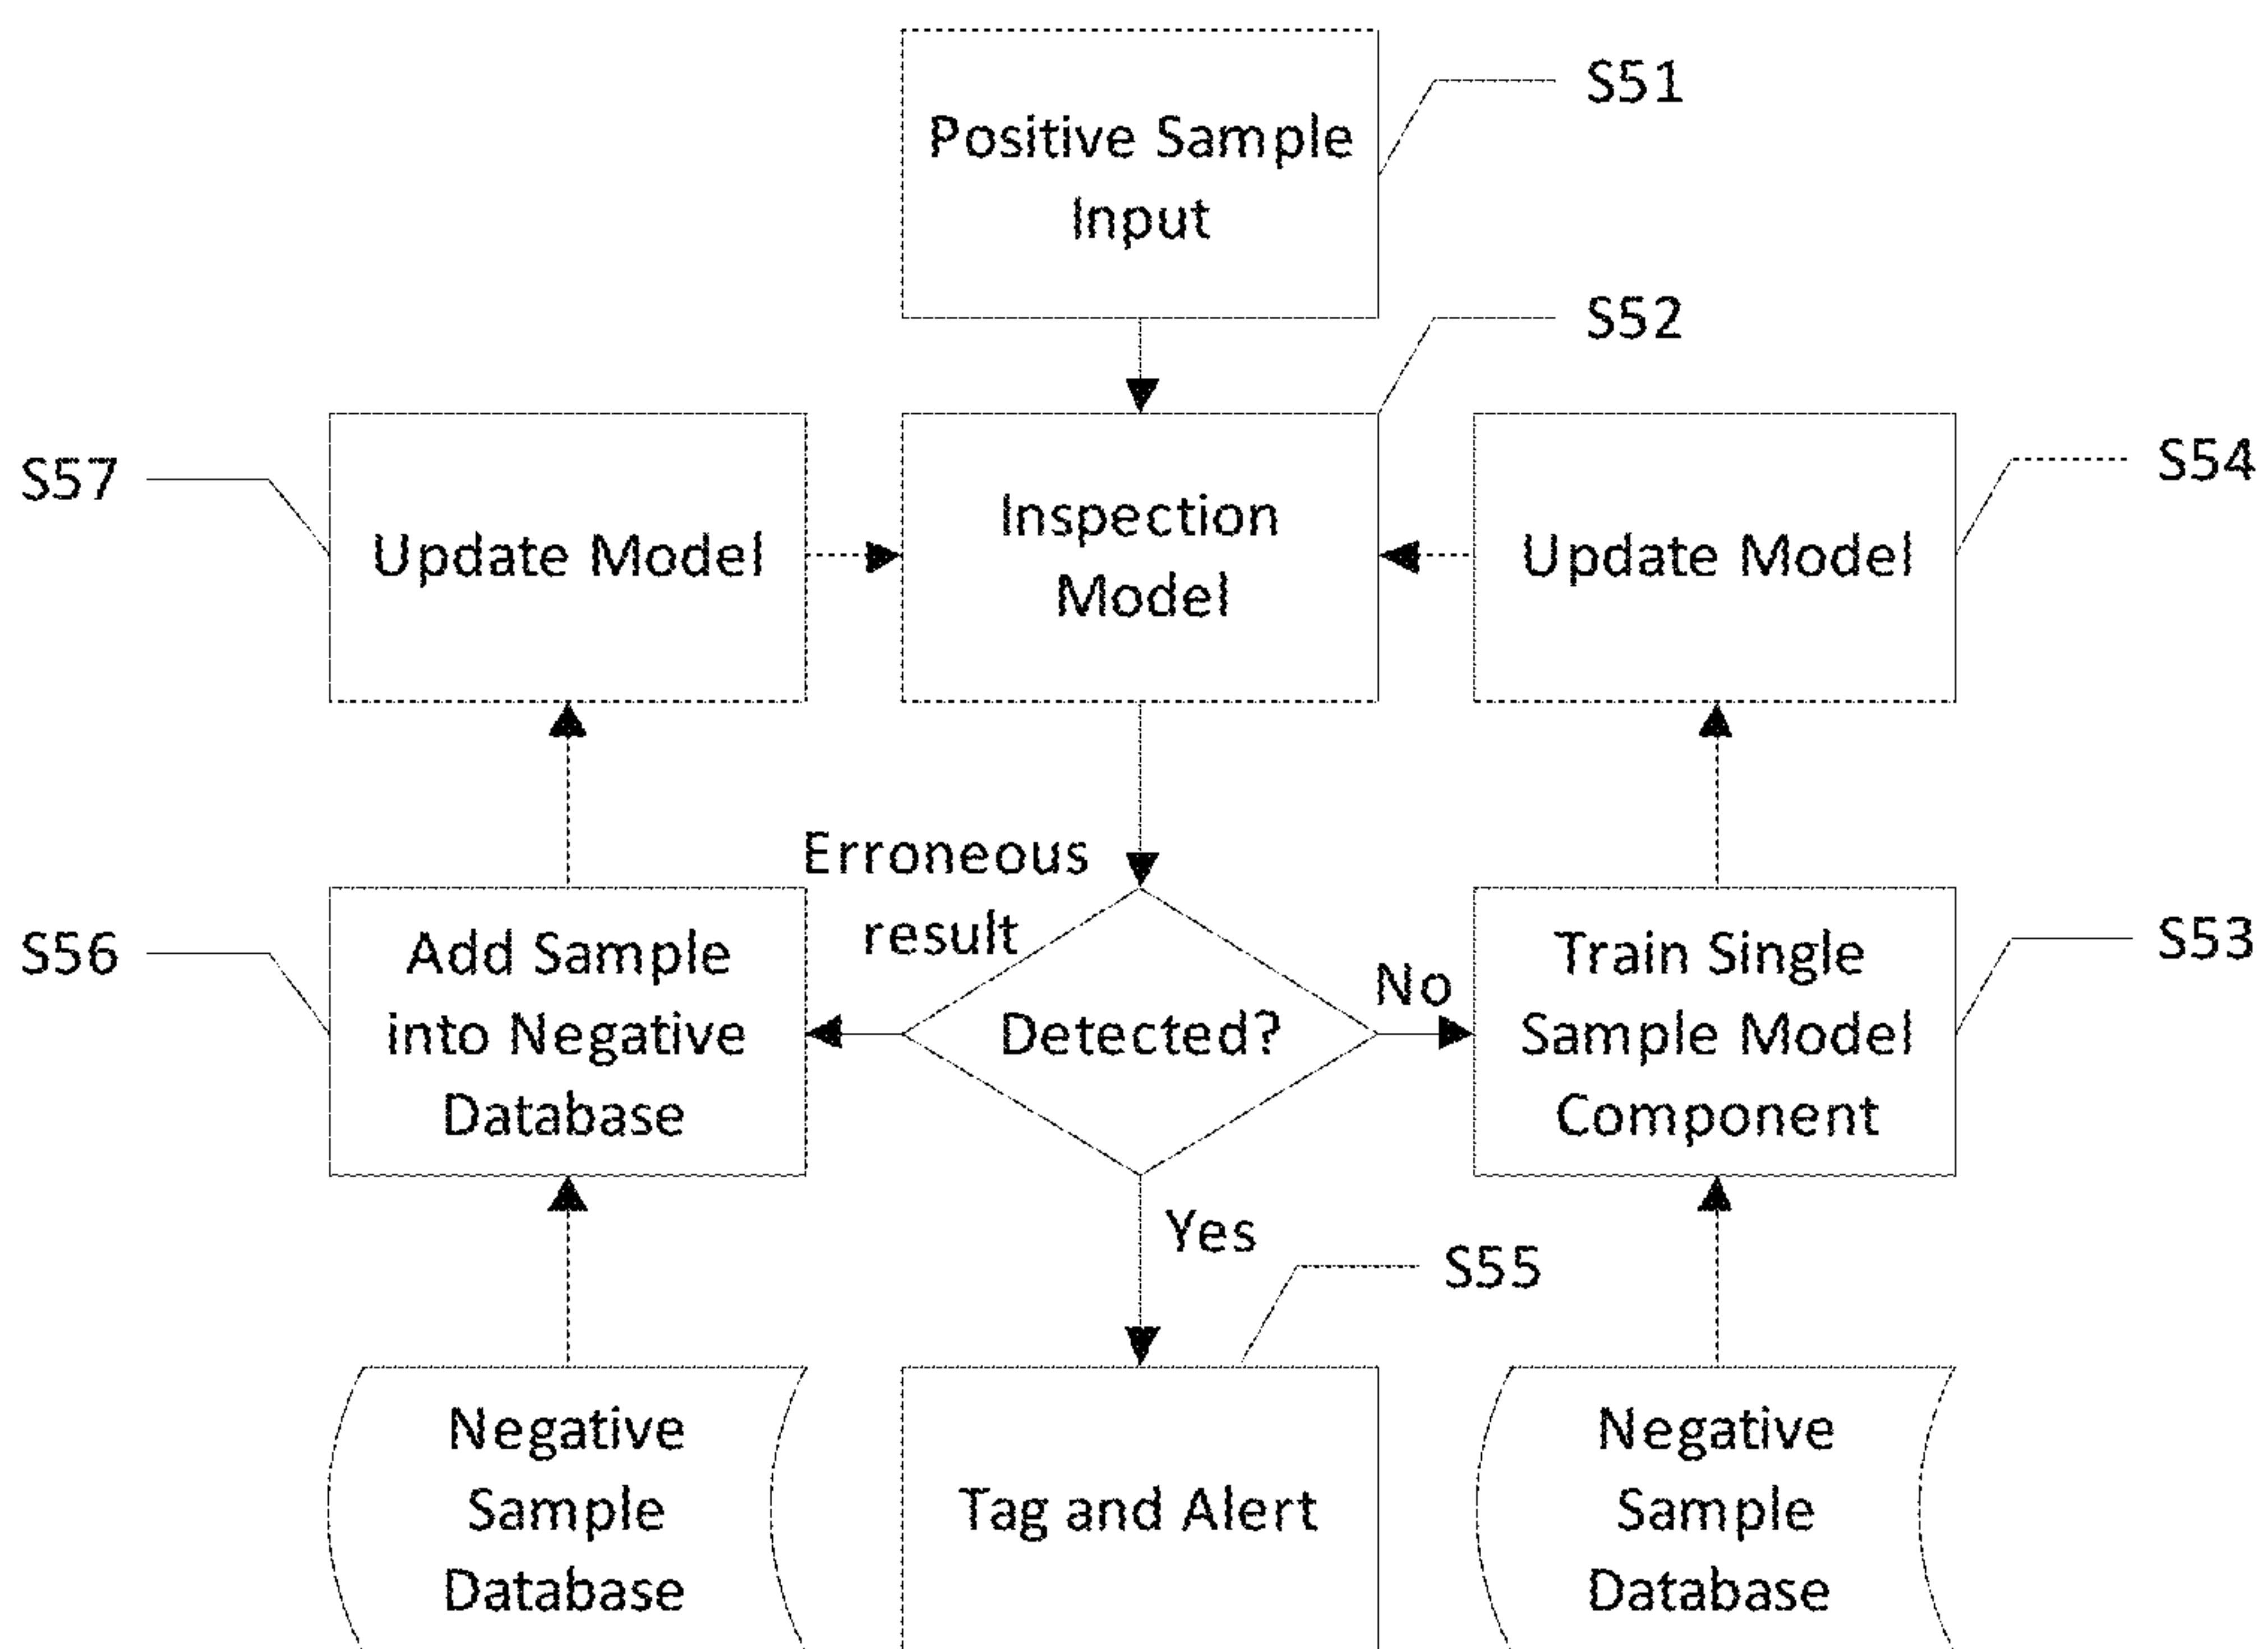 Positive Sample
Input
S51
S52
S57
Update Model
Inspection
Model
Update Model
S54
Erroneous
result
S56
Add Sample
into Negative
Database
Detected?
No
Train Single
Sample Model
Component
S53
Yes
S55
Negative
Sample
Database
Tag and Alert
Negative
Sample
Database